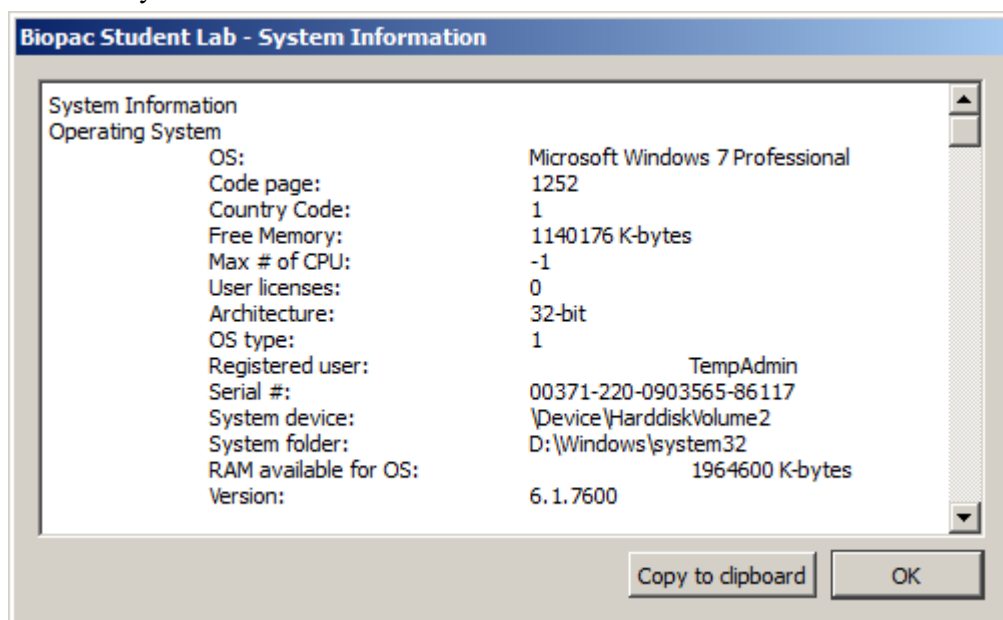 Biopac Student Lab - System Information
System Information
Operating System
OS: Microsoft Windows 7 Professional
Code page: 1252
Country Code: 1
Free Memory: 1140176 K-bytes
Max # of CPU: -1
User licenses: 0
Architecture: 32-bit
OS type: 1
Registered user: TempAdmin
Serial #: 00371-220-0903565-86117
System device: \Device\HarddiskVolume2
System folder: D:\Windows\system32
RAM available for OS: 1964600 K-bytes
Version: 6.1.7600
Copy to clipboard OK